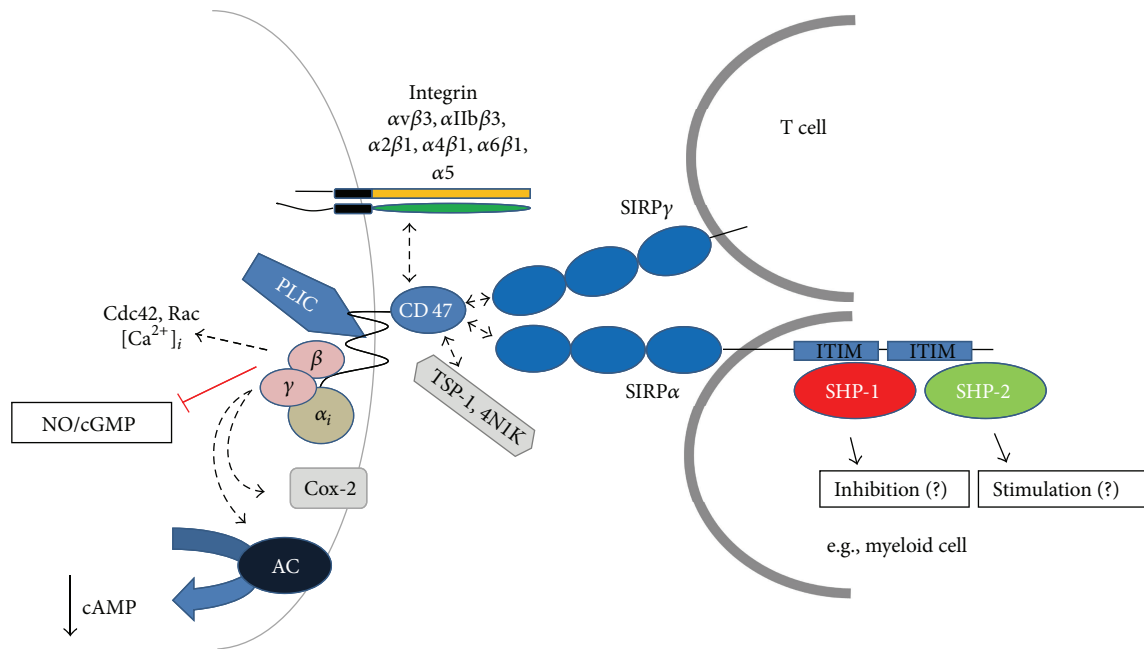 Integrin
αvβ3, αIIbβ3,
α2β1, α4β1, α6β1,
α5
T cell
SIRPγ
PLIC
CD 47
Cdc42, Rac
[Ca²⁺]ᵢ
β
γ
αᵢ
NO/cGMP
TSP-1, 4N1K
SIRPα
ITIM ITIM
SHP-1 SHP-2
Inhibition (?) Stimulation (?)
e.g., myeloid cell
Cox-2
AC
cAMP